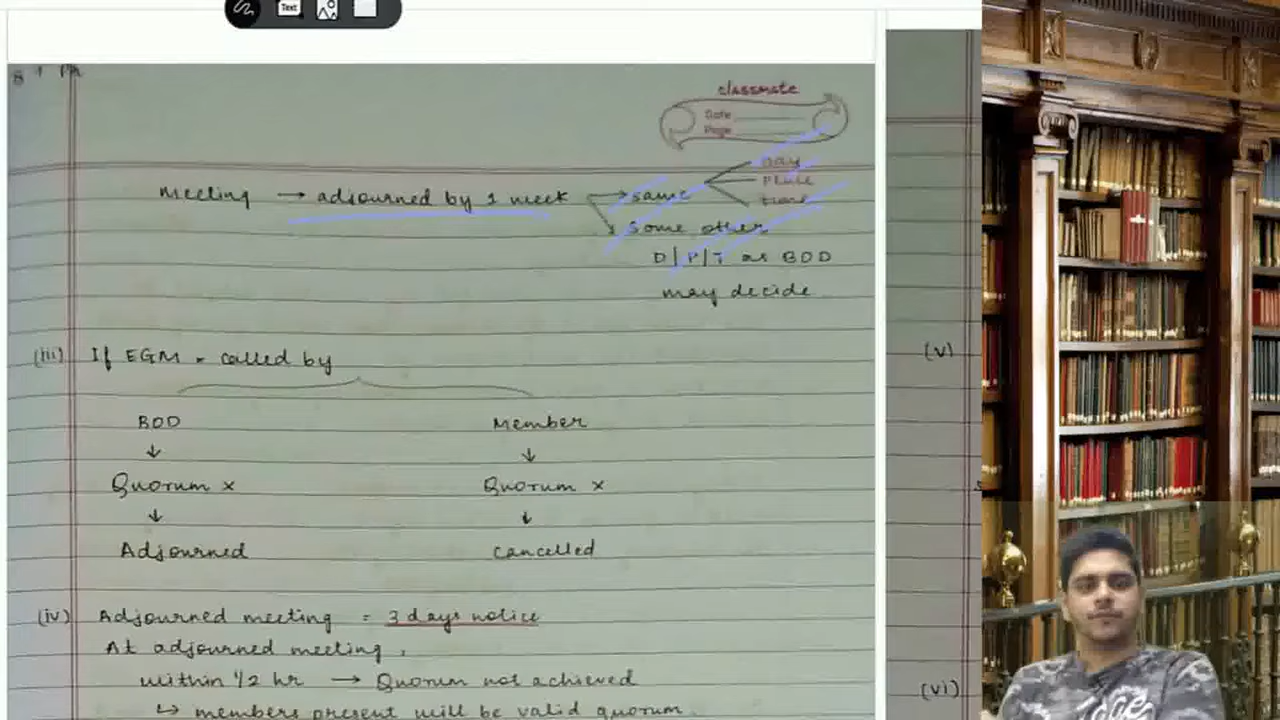 Text
classmate
Date
Page
Day
Meeting → adjourned by 1 week → same
Place
time
some other
D/P/T as BOD
may decide
(iii) If EGM = called by
BOD Member
↓ ↓
Quorum × Quorum ×
↓ ↓
Adjourned cancelled
(iv) Adjourned meeting = 3 days notice
At adjourned meeting,
within 1/2 hr → Quorum not achieved
↳ members present will be valid quorum
(v)
(vi)